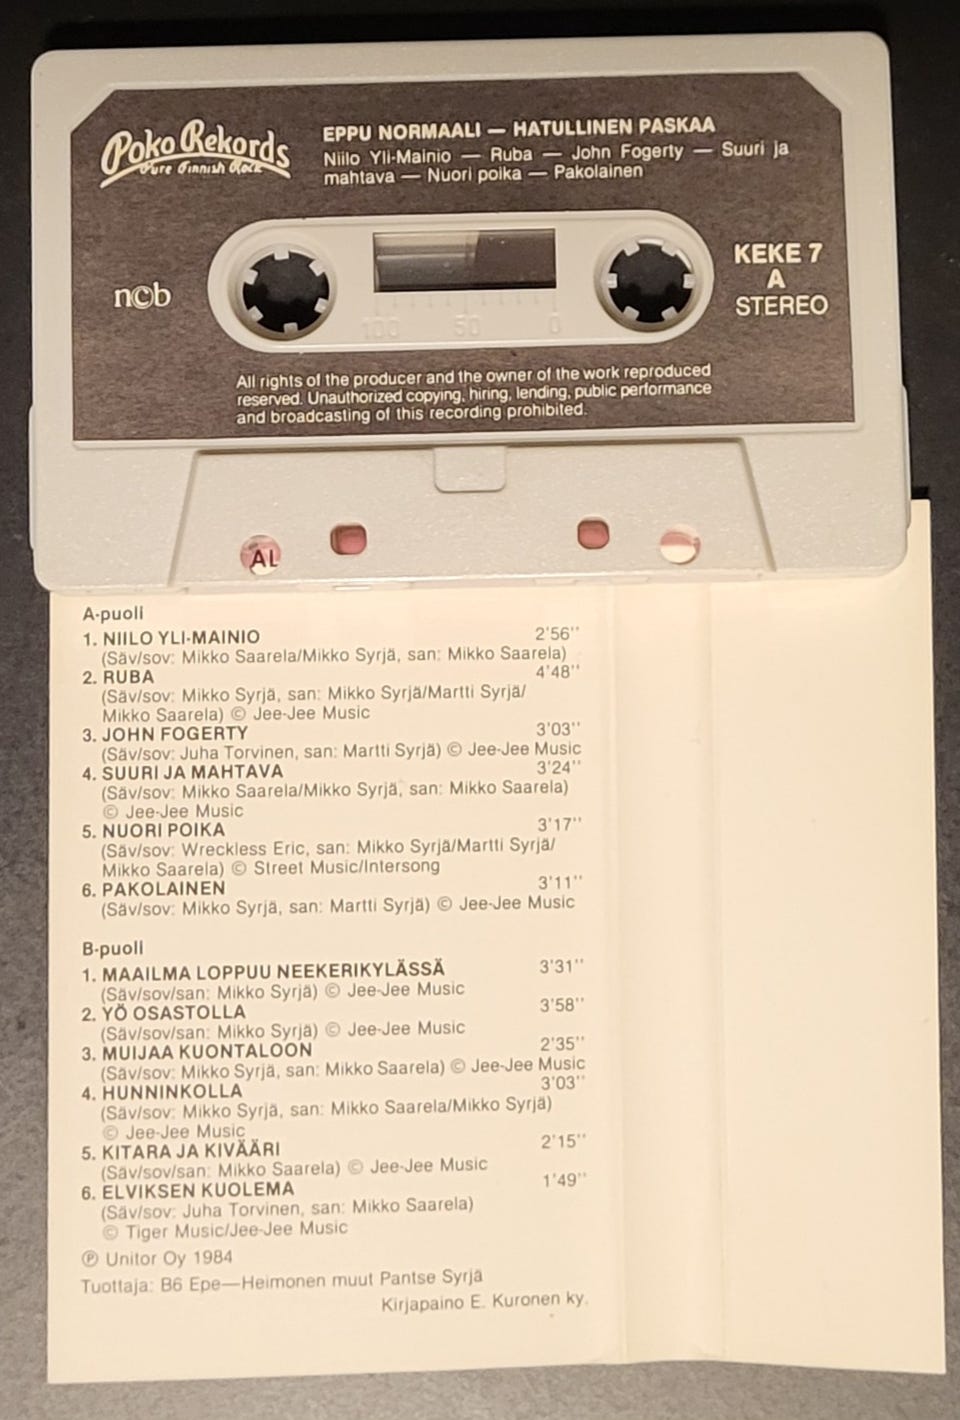 Poko Rekords
Pure Finnish Rock
EPPU NORMAALI — HATULLINEN PASKAA
Niilo Yli-Mainio — Ruba — John Fogerty — Suuri ja
mahtava — Nuori poika — Pakolainen
ncb
KEKE 7
A
STEREO
100 50 0
All rights of the producer and the owner of the work reproduced
reserved. Unauthorized copying, hiring, lending, public performance
and broadcasting of this recording prohibited.
AL
A-puoli
1. NIILO YLI-MAINIO 2'56''
(Säv/sov: Mikko Saarela/Mikko Syrjä, san: Mikko Saarela)
2. RUBA 4'48''
(Säv/sov: Mikko Syrjä, san: Mikko Syrjä/Martti Syrjä/
Mikko Saarela) © Jee-Jee Music
3. JOHN FOGERTY 3'03''
(Säv/sov: Juha Torvinen, san: Martti Syrjä) © Jee-Jee Music
4. SUURI JA MAHTAVA 3'24''
(Säv/sov: Mikko Saarela/Mikko Syrjä, san: Mikko Saarela)
© Jee-Jee Music
5. NUORI POIKA 3'17''
(Säv/sov: Wreckless Eric, san: Mikko Syrjä/Martti Syrjä/
Mikko Saarela) © Street Music/Intersong
6. PAKOLAINEN 3'11''
(Säv/sov: Mikko Syrjä, san: Martti Syrjä) © Jee-Jee Music
B-puoli
1. MAAILMA LOPPUU NEEKERIKYLÄSSÄ 3'31''
(Säv/sov/san: Mikko Syrjä) © Jee-Jee Music
2. YÖ OSASTOLLA 3'58''
(Säv/sov/san: Mikko Syrjä) © Jee-Jee Music
3. MUIJAA KUONTALOON 2'35''
(Säv/sov: Mikko Syrjä, san: Mikko Saarela) © Jee-Jee Music
4. HUNNINKOLLA 3'03''
(Säv/sov: Mikko Syrjä, san: Mikko Saarela/Mikko Syrjä)
© Jee-Jee Music
5. KITARA JA KIVÄÄRI 2'15''
(Säv/sov/san: Mikko Saarela) © Jee-Jee Music
6. ELVIKSEN KUOLEMA 1'49''
(Säv/sov: Juha Torvinen, san: Mikko Saarela)
© Tiger Music/Jee-Jee Music
℗ Unitor Oy 1984
Tuottaja: B6 Epe—Heimonen muut Pantse Syrjä
Kirjapaino E. Kuronen ky.